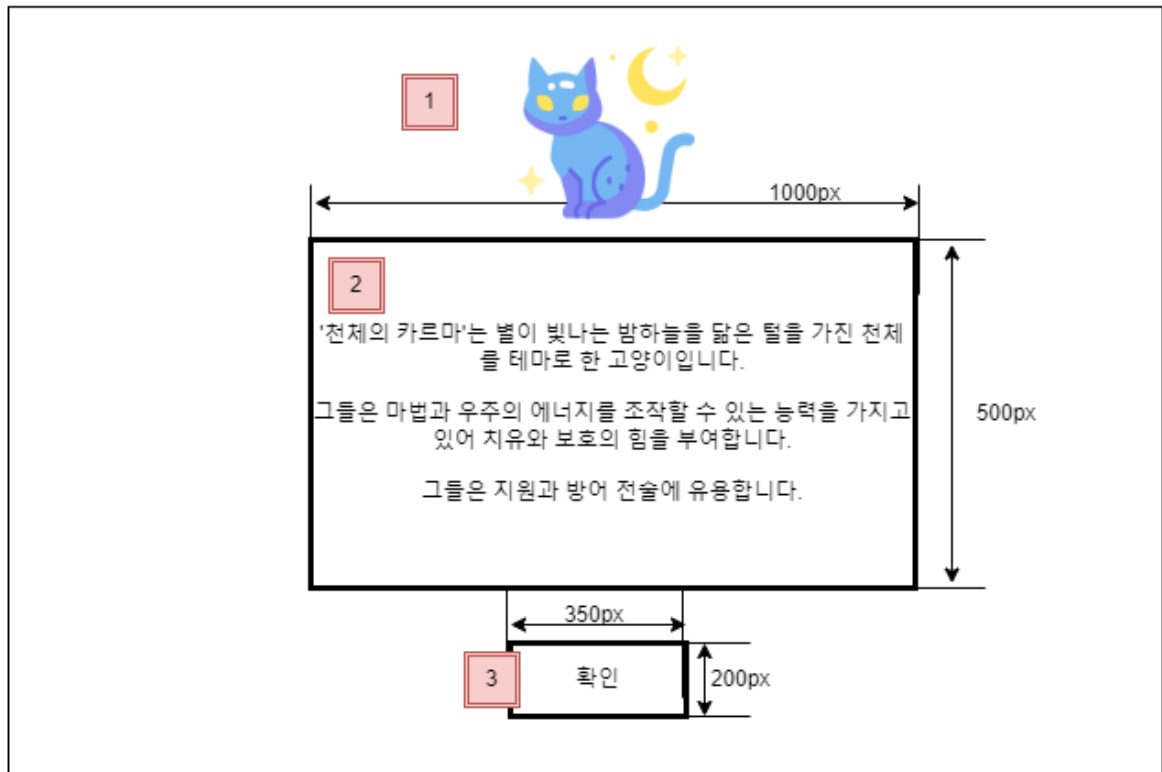 1
1000px
2
'천체의 카르마'는 별이 빛나는 밤하늘을 닮은 털을 가진 천체
를 테마로 한 고양이입니다.
그들은 마법과 우주의 에너지를 조작할 수 있는 능력을 가지고
있어 치유와 보호의 힘을 부여합니다.
500px
그들은 지원과 방어 전술에 유용합니다.
350px
3
확인
200px